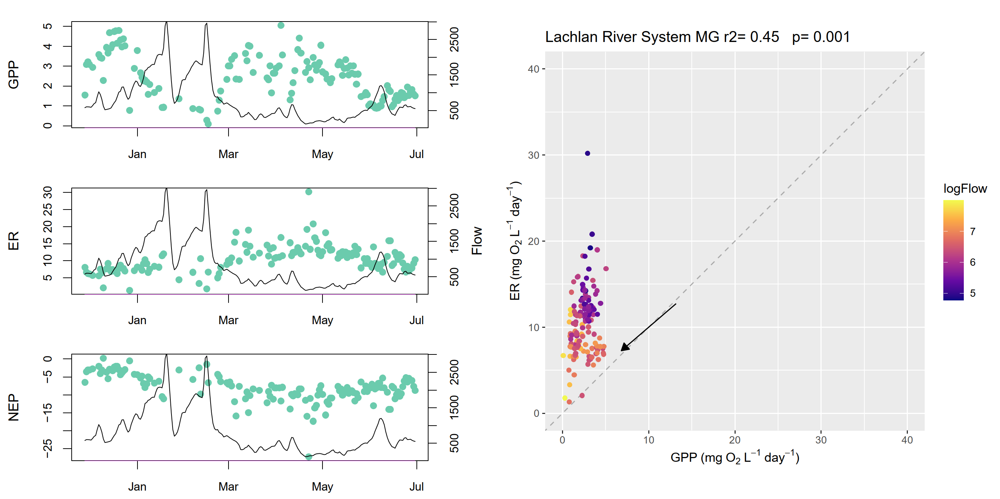 GPP
5
4
3
2
1
0
2500
1500
500
Jan Mar May Jul
ER
30
25
20
15
10
5
2500
1500
500
Jan Mar May Jul
NEP
0
−5
−15
−25
2500
1500
500
Jan Mar May Jul
Flow
Lachlan River System MG r2= 0.45 p= 0.001
ER (mg O₂ L⁻¹ day⁻¹)
40
30
20
10
0
0 10 20 30 40
GPP (mg O₂ L⁻¹ day⁻¹)
logFlow
7
6
5